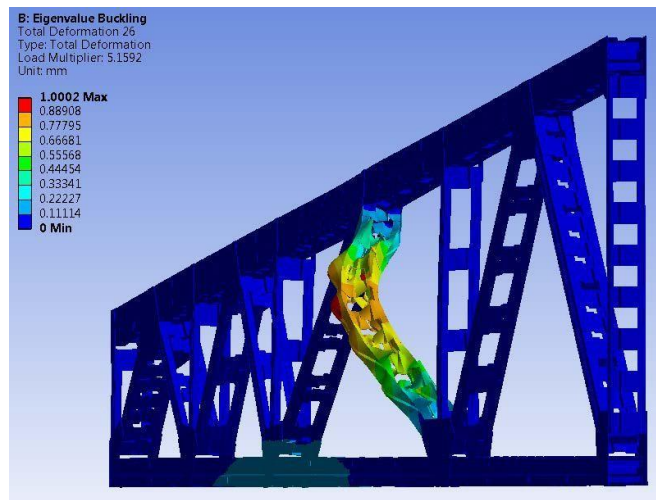 B: Eigenvalue Buckling
Total Deformation 26
Type: Total Deformation
Load Multiplier: 5.1592
Unit: mm
1.0002 Max
0.88908
0.77795
0.66681
0.55568
0.44454
0.33341
0.22227
0.11114
0 Min